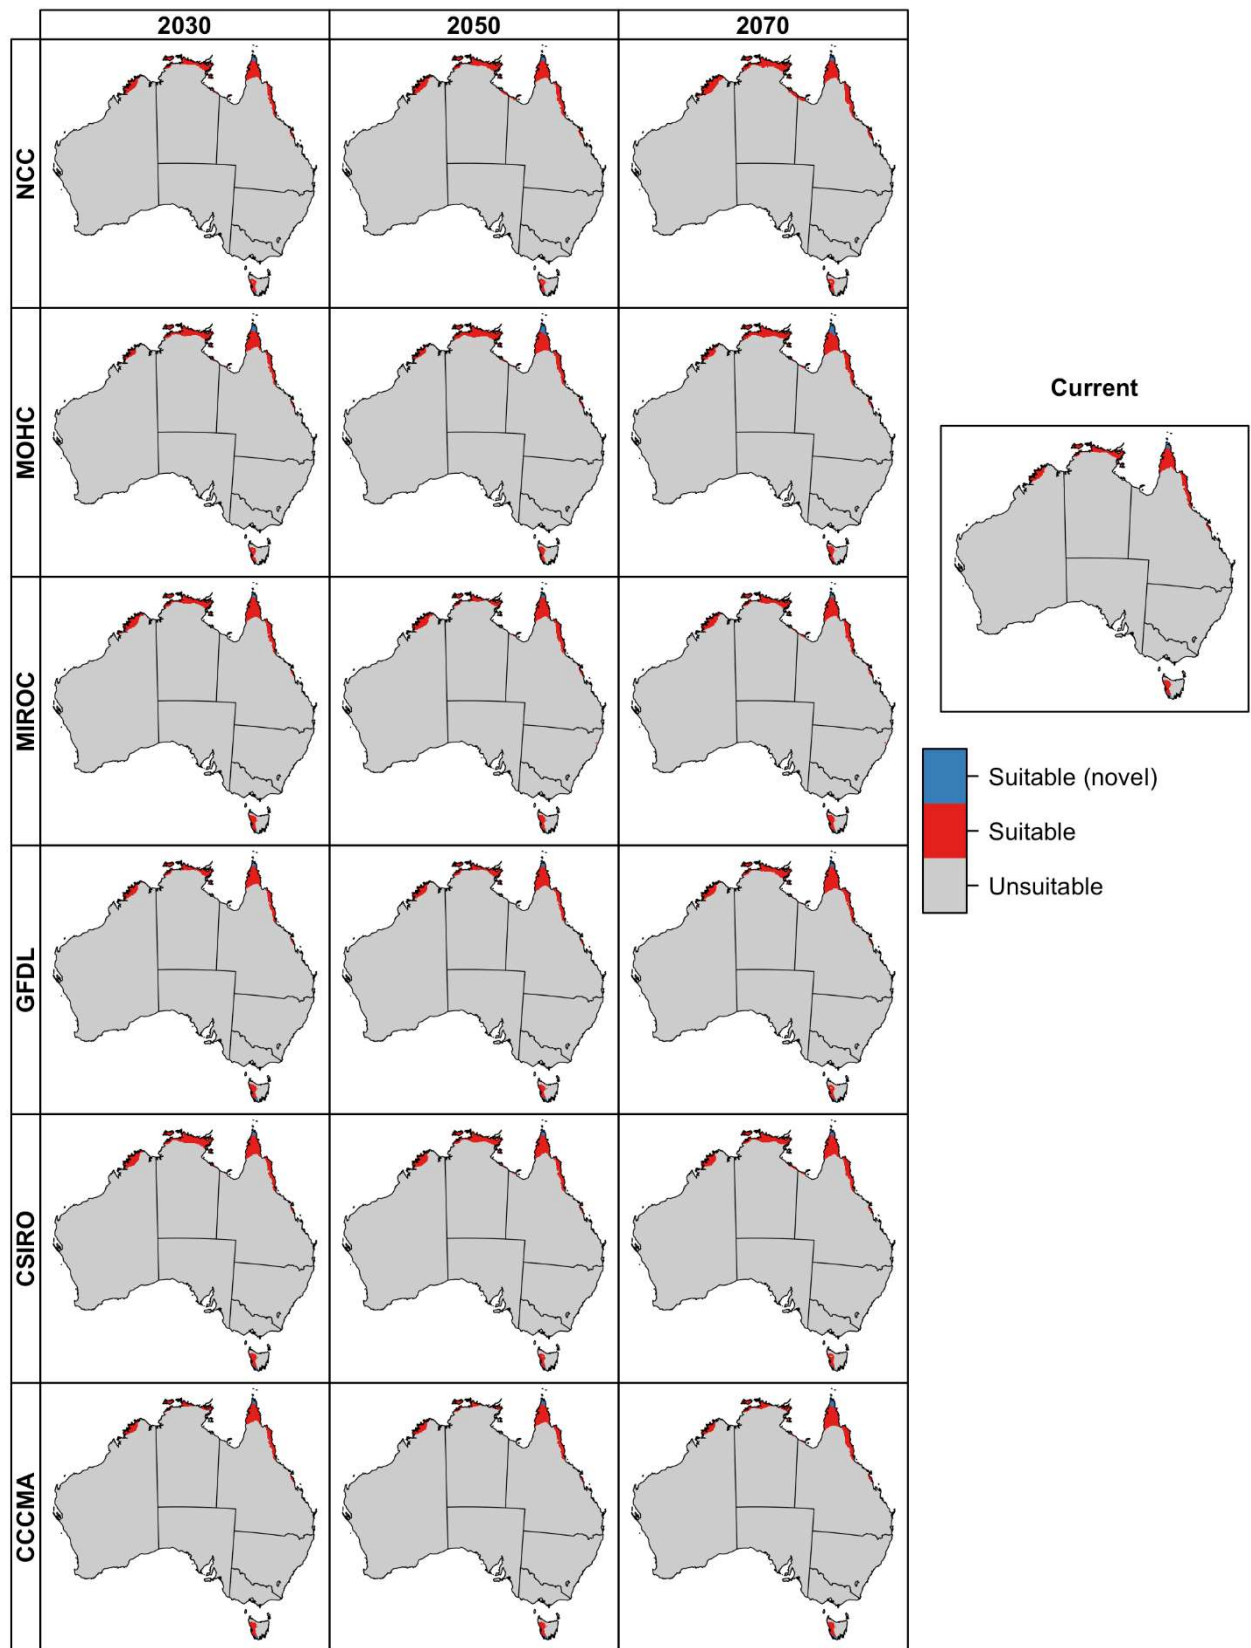 2030
2050
2070
NCC
MOHC
Current
MIROC
Suitable (novel)
Suitable
Unsuitable
GFDL
CSIRO
CCCMA